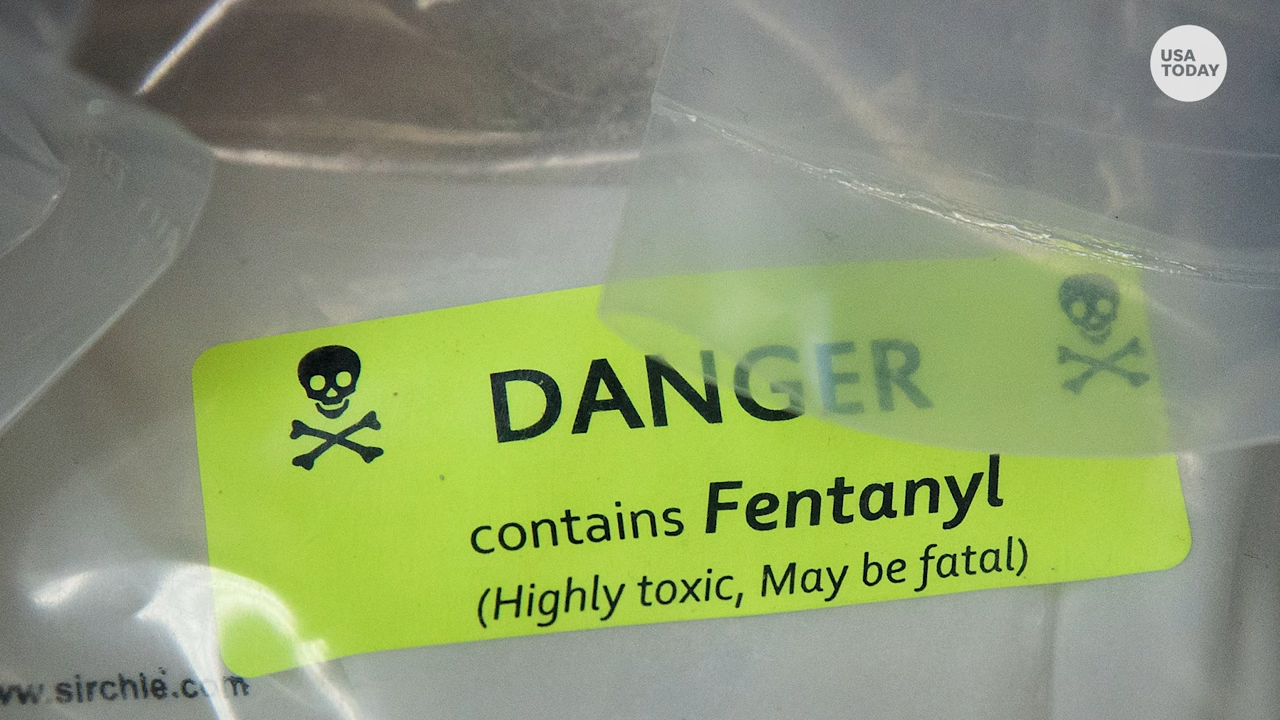 USA
TODAY
DANGER
contains Fentanyl
(Highly toxic, May be fatal)
www.sirchie.com